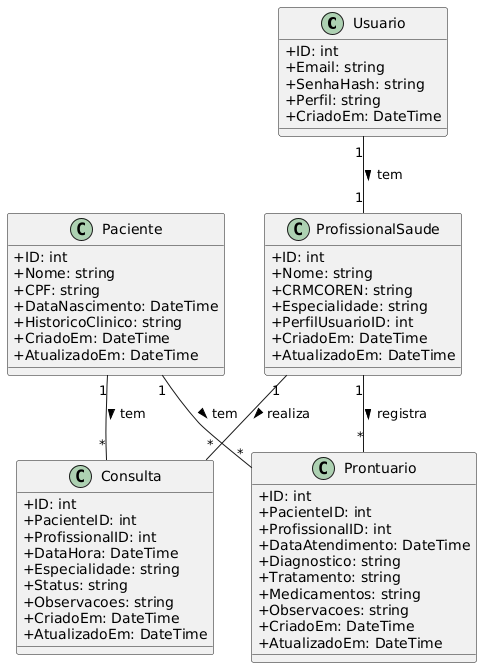 C Usuario
+ID: int
+Email: string
+SenhaHash: string
+Perfil: string
+CriadoEm: DateTime
1
tem
1
C Paciente
+ID: int
+Nome: string
+CPF: string
+DataNascimento: DateTime
+HistoricoClinico: string
+CriadoEm: DateTime
+AtualizadoEm: DateTime
C ProfissionalSaude
+ID: int
+Nome: string
+CRMCOREN: string
+Especialidade: string
+PerfilUsuarioID: int
+CriadoEm: DateTime
+AtualizadoEm: DateTime
1
tem
*
1
tem
*
1
realiza
*
1
registra
*
C Consulta
+ID: int
+PacienteID: int
+ProfissionalID: int
+DataHora: DateTime
+Especialidade: string
+Status: string
+Observacoes: string
+CriadoEm: DateTime
+AtualizadoEm: DateTime
C Prontuario
+ID: int
+PacienteID: int
+ProfissionalID: int
+DataAtendimento: DateTime
+Diagnostico: string
+Tratamento: string
+Medicamentos: string
+Observacoes: string
+CriadoEm: DateTime
+AtualizadoEm: DateTime